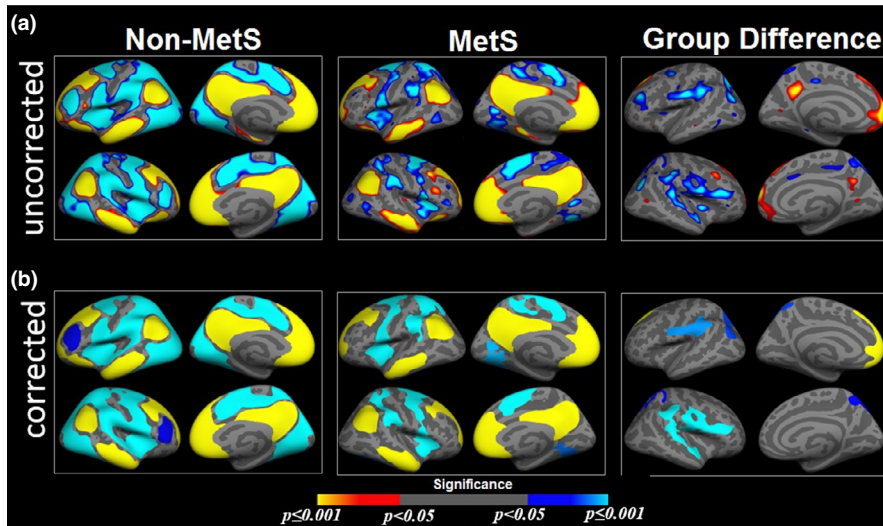 (a)
Non-MetS MetS Group Difference
uncorrected
(b)
corrected
Significance
p≤0.001 p<0.05 p<0.05 p≤0.001